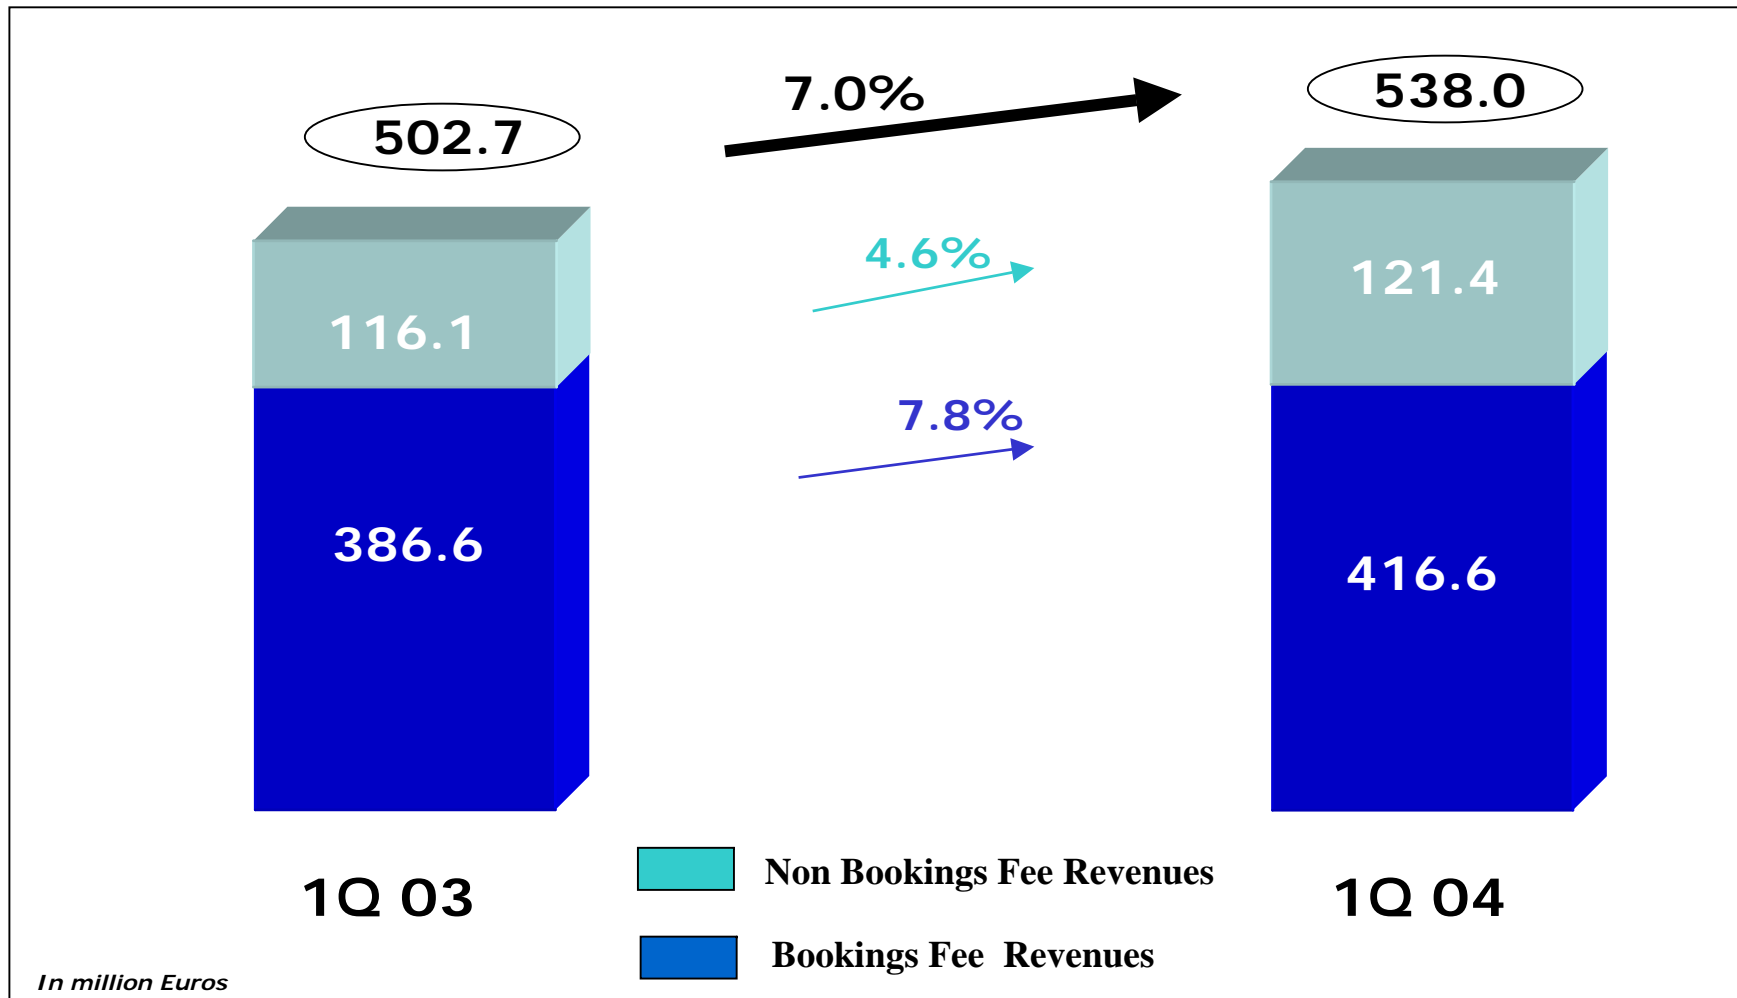 7.0%
538.0
502.7
4.6%
121.4
116.1
7.8%
386.6
416.6
Non Bookings Fee Revenues
1Q 03
1Q 04
Bookings Fee Revenues
In million Euros